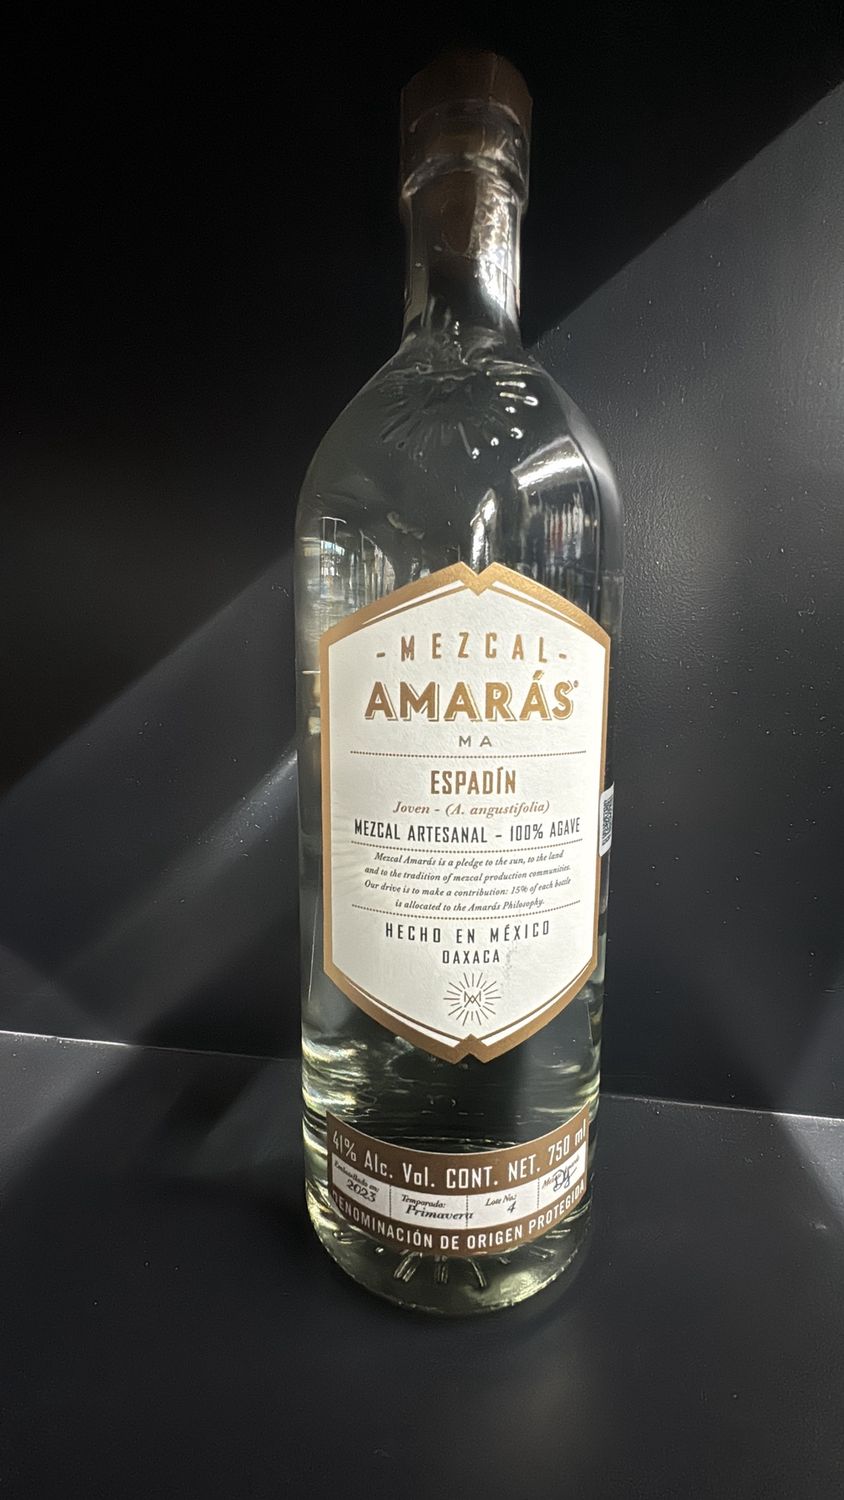 - MEZCAL -
AMARÁS®
MA
ESPADÍN
Joven - (A. angustifolia)
MEZCAL ARTESANAL - 100% AGAVE
Mezcal Amarás is a pledge to the sun, to the land
and to the tradition of mezcal production communities.
Our drive is to make a contribution: 15% of each bottle
is allocated to the Amarás Philosophy.
HECHO EN MÉXICO
OAXACA
41% Alc. Vol. CONT. NET. 750 ml
Embotellado en: 2023 Temporada: Primavera Lote No.: 4
DENOMINACIÓN DE ORIGEN PROTEGIDA